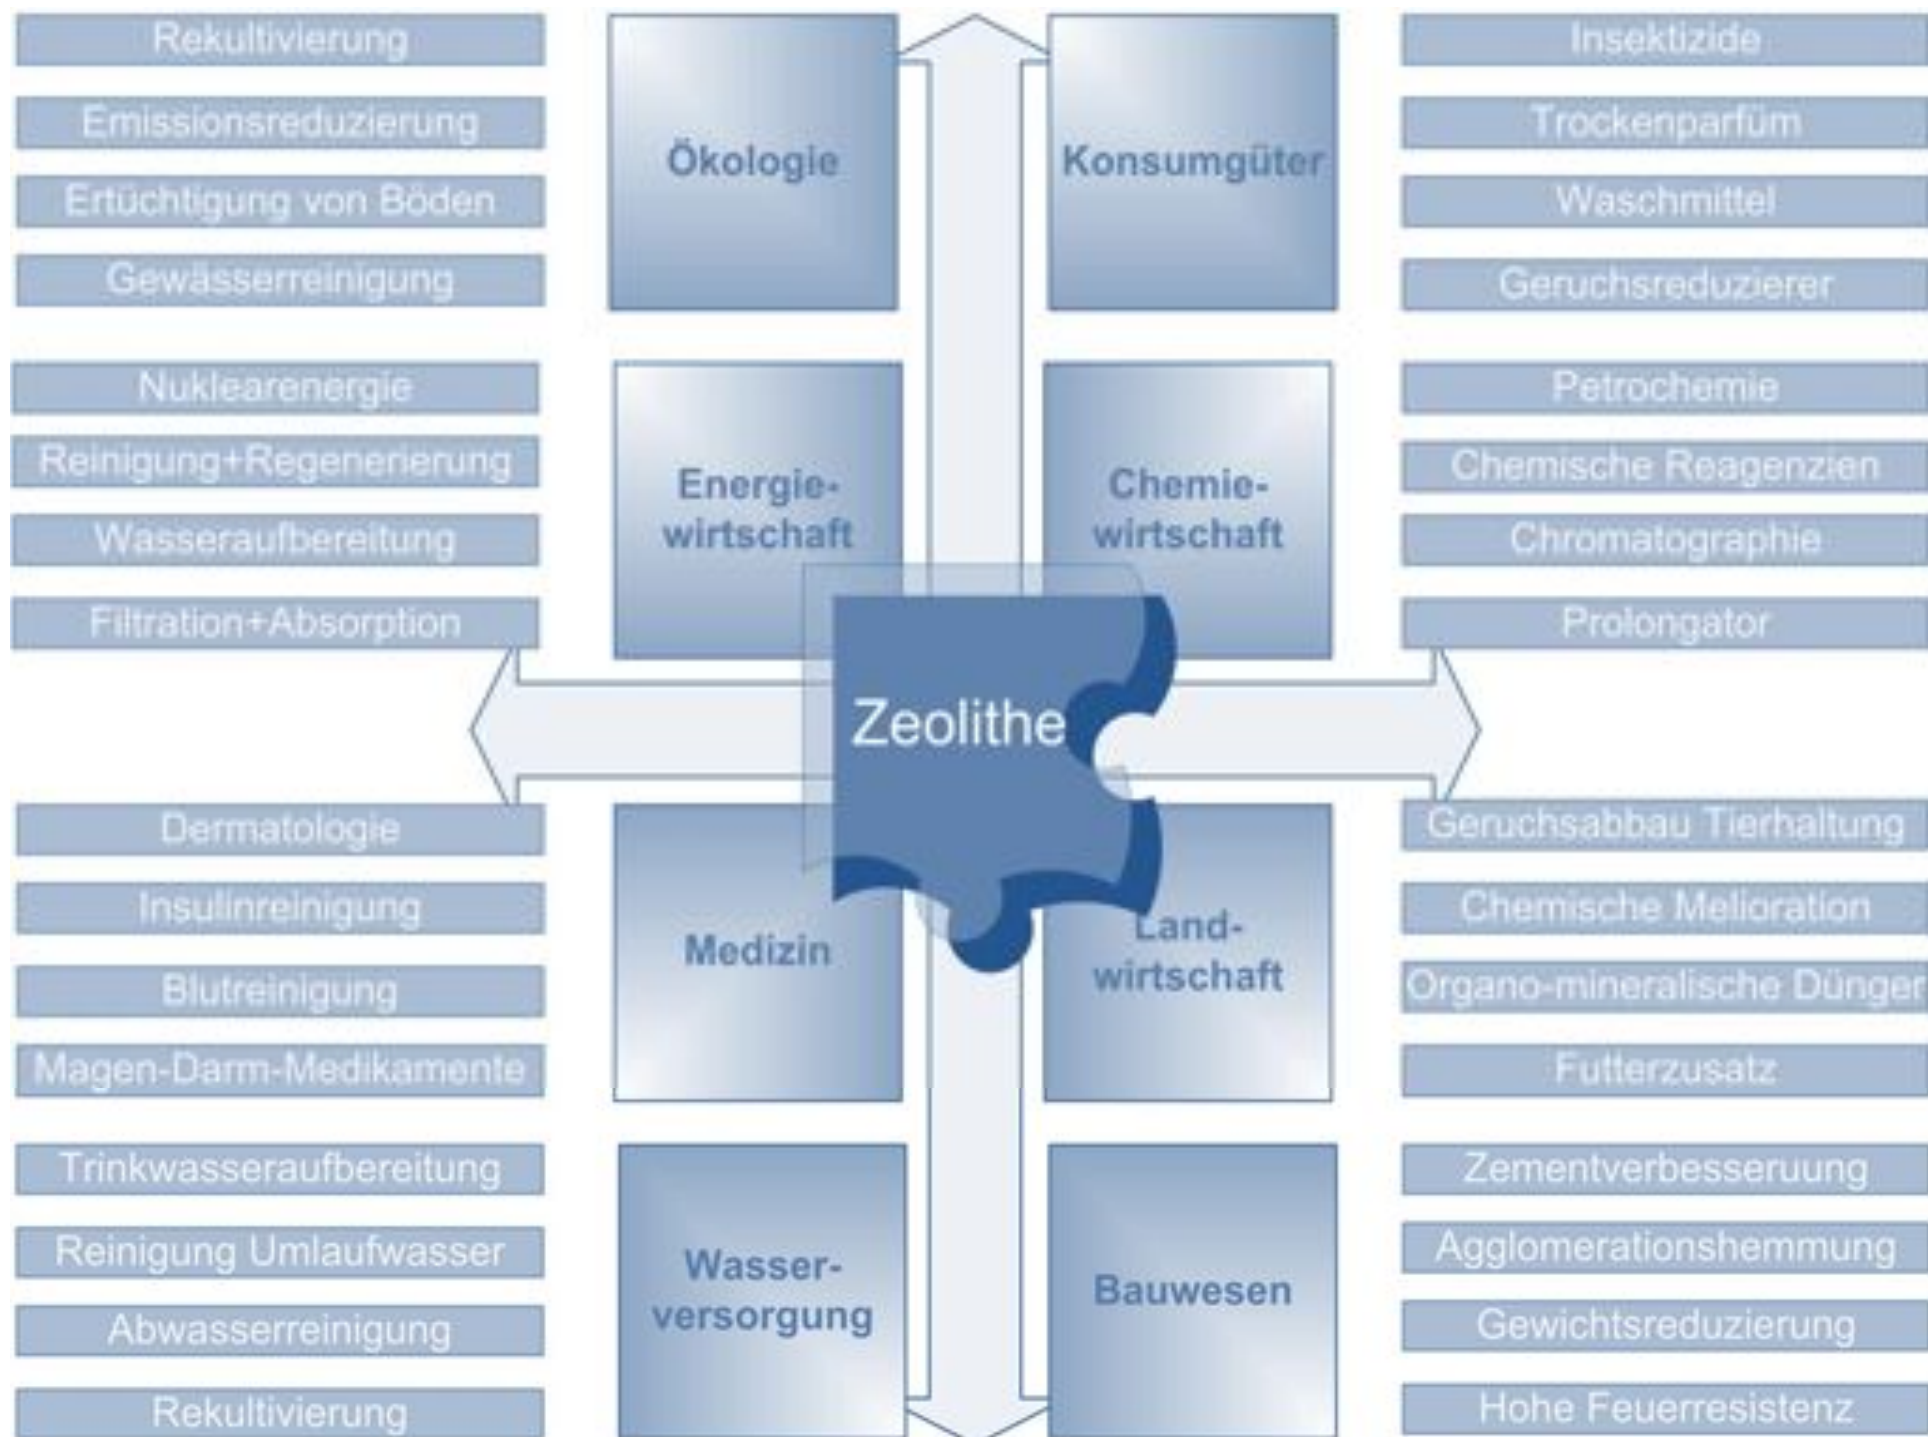 Rekultivierung
Emissionsreduzierung
Ertüchtigung von Böden
Gewässerreinigung
Ökologie
Konsumgüter
Insektizide
Trockenparfüm
Waschmittel
Geruchsreduzierer
Nuklearenergie
Reinigung+Regenerierung
Wasseraufbereitung
Filtration+Absorption
Energie-
wirtschaft
Chemie-
wirtschaft
Petrochemie
Chemische Reagenzien
Chromatographie
Prolongator
Zeolithe
Dermatologie
Insulinreinigung
Blutreinigung
Magen-Darm-Medikamente
Medizin
Land-
wirtschaft
Geruchsabbau Tierhaltung
Chemische Melioration
Organo-mineralische Dünger
Futterzusatz
Trinkwasseraufbereitung
Reinigung Umlaufwasser
Abwasserreinigung
Rekultivierung
Wasser-
versorgung
Bauwesen
Zementverbesseruung
Agglomerationshemmung
Gewichtsreduzierung
Hohe Feuerresistenz